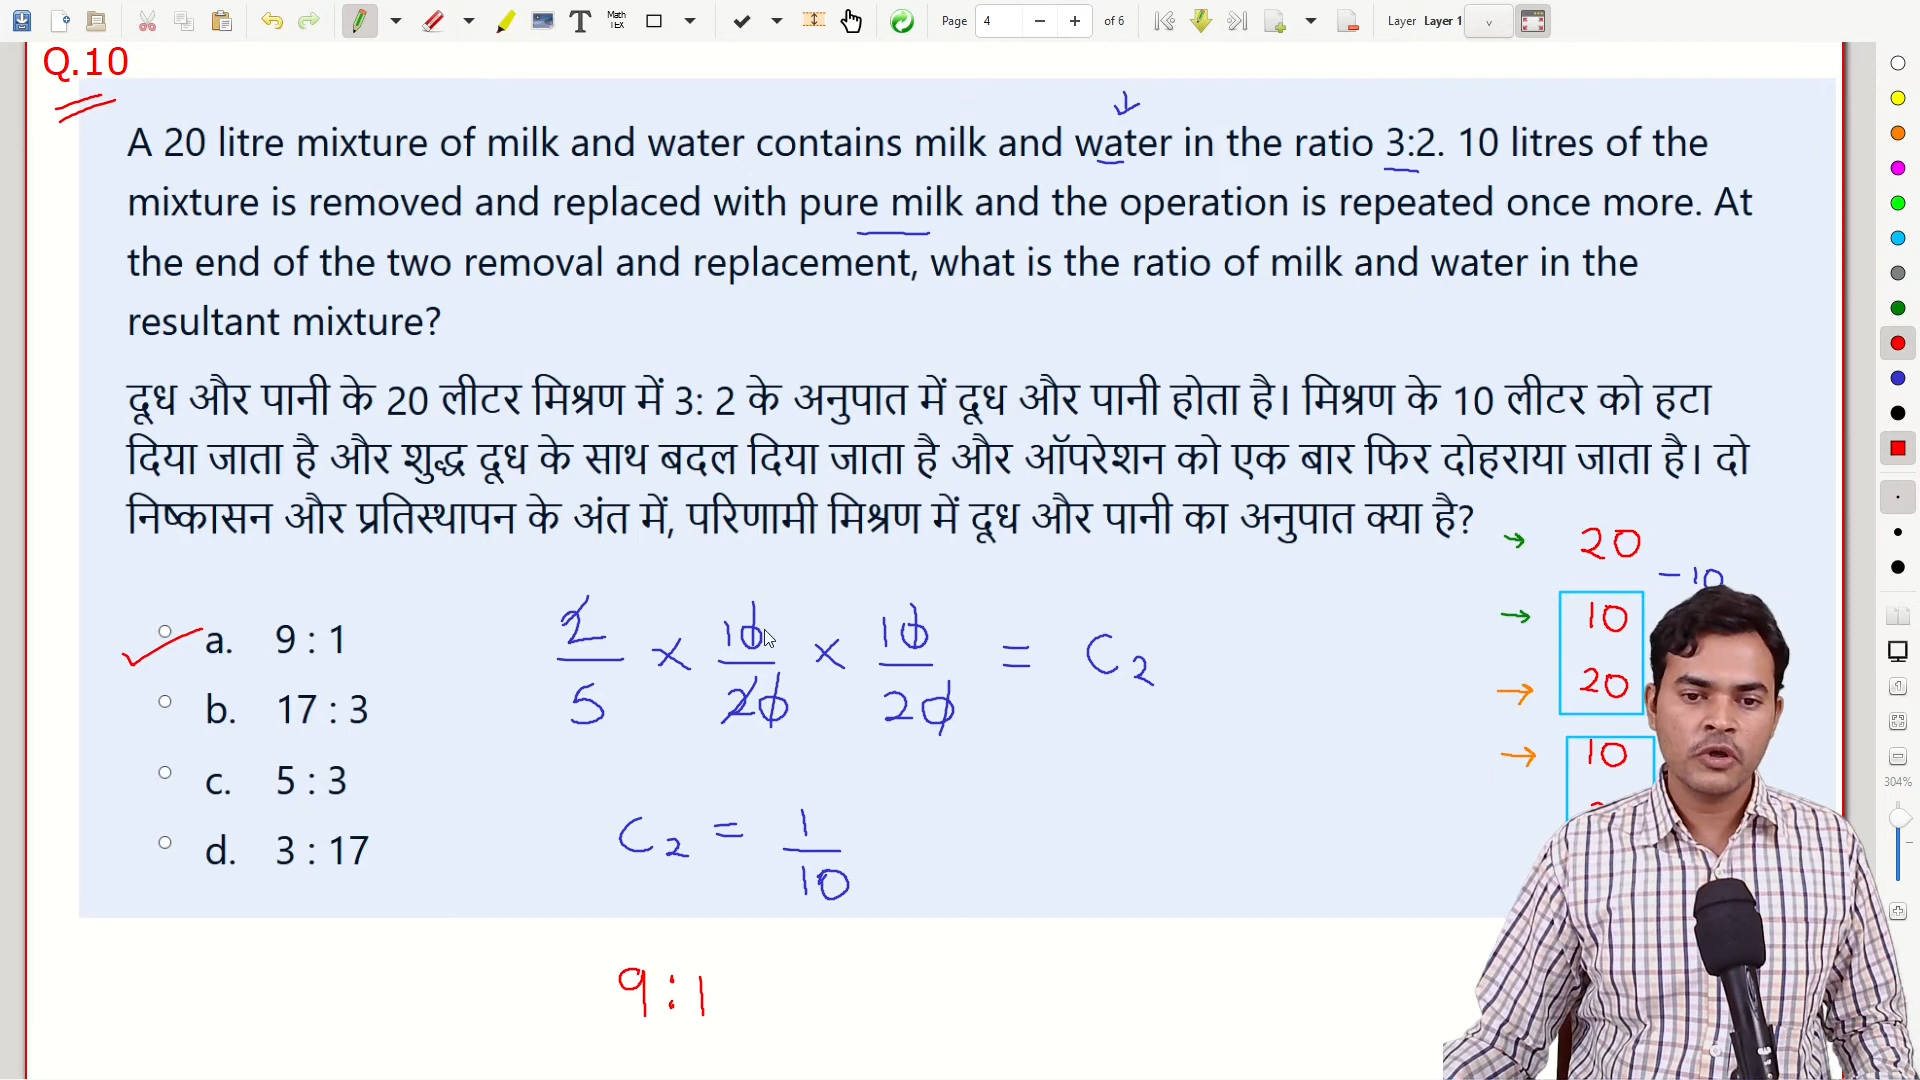 Math
TEX
Page 4 of 6
Layer Layer 1
Q.10
A 20 litre mixture of milk and water contains milk and water in the ratio 3:2. 10 litres of the
mixture is removed and replaced with pure milk and the operation is repeated once more. At
the end of the two removal and replacement, what is the ratio of milk and water in the
resultant mixture?
दूध और पानी के 20 लीटर मिश्रण में 3: 2 के अनुपात में दूध और पानी होता है। मिश्रण के 10 लीटर को हटा
दिया जाता है और शुद्ध दूध के साथ बदल दिया जाता है और ऑपरेशन को एक बार फिर दोहराया जाता है। दो
निष्कासन और प्रतिस्थापन के अंत में, परिणामी मिश्रण में दूध और पानी का अनुपात क्या है?
a. 9 : 1
b. 17 : 3
c. 5 : 3
d. 3 : 17
2/5 × 10/20 × 10/20 = C2
C2 = 1/10
9 : 1
→ 20
- 10
→ 10
→ 20
→ 10
304%